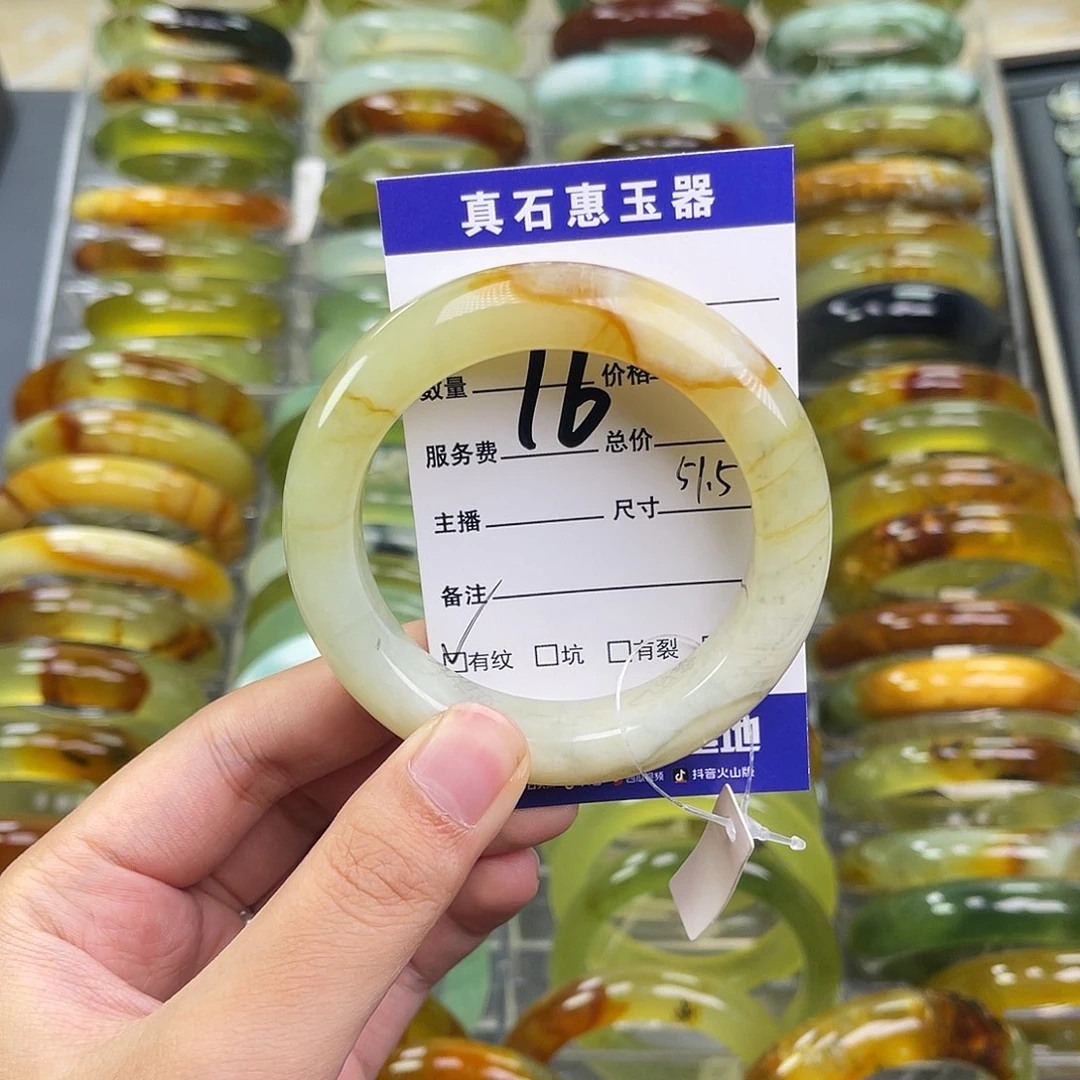 真石惠玉器
数量 16 价格
服务费 总价
51.5
主播 尺寸
备注
☑有纹 □坑 □有裂
抖音火山版